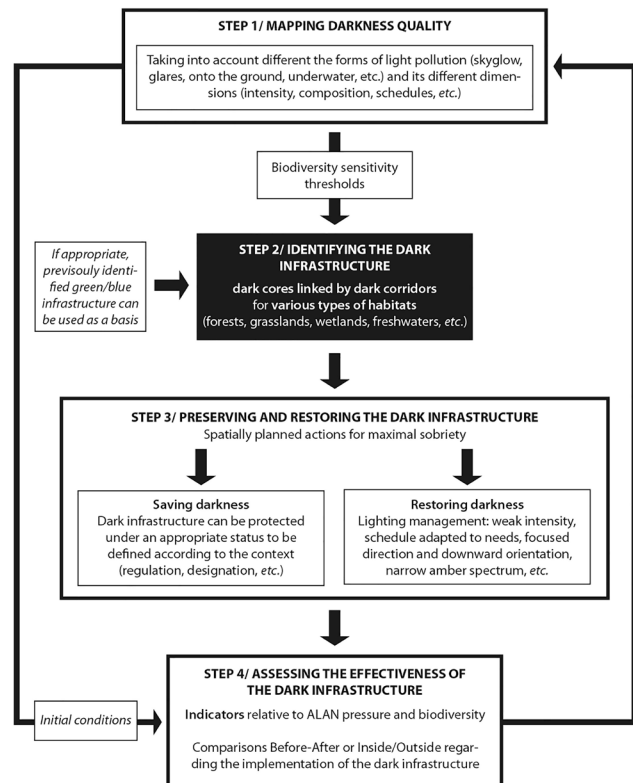 STEP 1/ MAPPING DARKNESS QUALITY
Taking into account different the forms of light pollution (skyglow,
glares, onto the ground, underwater, etc.) and its different dimen-
sions (intensity, composition, schedules, etc.)
Biodiversity sensitivity
thresholds
If appropriate,
previsouly identi-
fied green/blue
infrastructure can
be used as a basis
STEP 2/ IDENTIFYING THE DARK
INFRASTRUCTURE
dark cores linked by dark corridors
for various types of habitats
(forests, grasslands, wetlands, freshwaters, etc.)
STEP 3/ PRESERVING AND RESTORING THE DARK INFRASTRUCTURE
Spatially planned actions for maximal sobriety
Saving darkness
Dark infrastructure can be protected
under an appropriate status to be
defined according to the context
(regulation, designation, etc.)
Restoring darkness
Lighting management: weak intensity,
schedule adapted to needs, focused
direction and downward orientation,
narrow amber spectrum, etc.
Initial conditions
STEP 4/ ASSESSING THE EFFECTIVENESS OF
THE DARK INFRASTRUCTURE
Indicators relative to ALAN pressure and biodiversity
Comparisons Before-After or Inside/Outside regar-
ding the implementation of the dark infrastructure